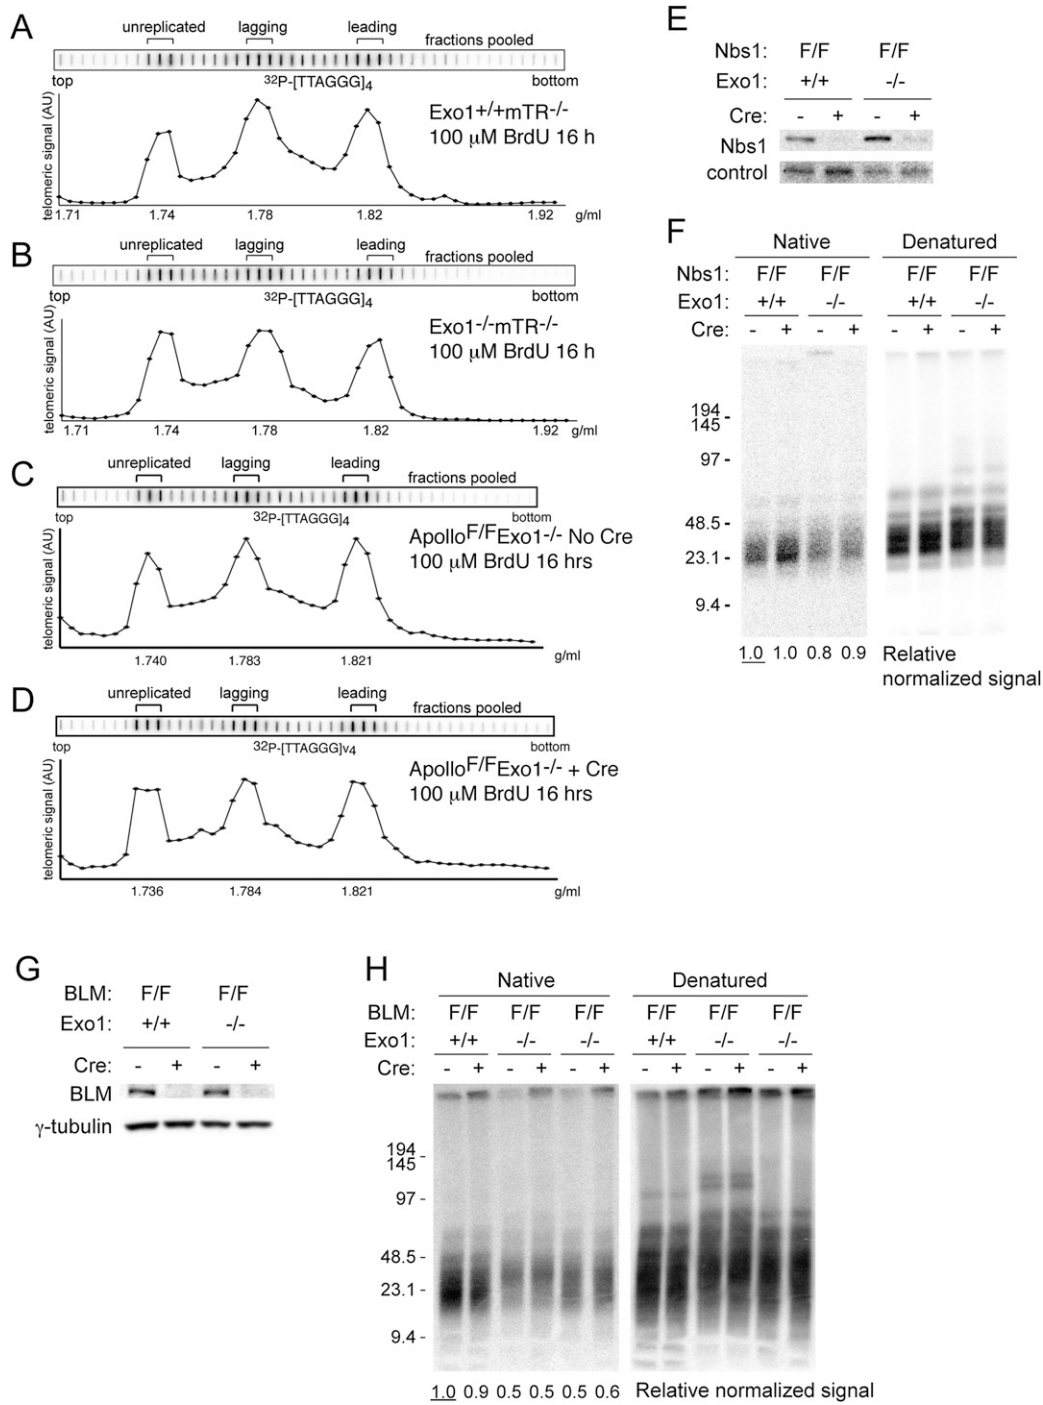 A
unreplicated lagging leading
fractions pooled
top 32P-[TTAGGG]4 bottom
telomeric signal (AU)
Exo1+/+mTR-/-
100 μM BrdU 16 h
1.71 1.74 1.78 1.82 1.92 g/ml
B
unreplicated lagging leading
fractions pooled
top 32P-[TTAGGG]4 bottom
telomeric signal (AU)
Exo1-/-mTR-/-
100 μM BrdU 16 h
1.71 1.74 1.78 1.82 1.92 g/ml
C
unreplicated lagging leading
fractions pooled
top 32P-[TTAGGG]4 bottom
telomeric signal (AU)
ApolloF/FExo1-/- No Cre
100 μM BrdU 16 hrs
1.740 1.783 1.821 g/ml
D
unreplicated lagging leading
fractions pooled
top 32P-[TTAGGG]v4 bottom
telomeric signal (AU)
ApolloF/FExo1-/- + Cre
100 μM BrdU 16 hrs
1.736 1.784 1.821 g/ml
E
Nbs1: F/F F/F
Exo1: +/+ -/-
Cre: - + - +
Nbs1
control
F
Native Denatured
Nbs1: F/F F/F F/F F/F
Exo1: +/+ -/- +/+ -/-
Cre: - + - + - + - +
194 -
145
97 -
48.5 -
23.1 -
9.4 -
1.0 1.0 0.8 0.9 Relative
normalized signal
G
BLM: F/F F/F
Exo1: +/+ -/-
Cre: - + - +
BLM
γ-tubulin
H
Native Denatured
BLM: F/F F/F F/F F/F F/F F/F
Exo1: +/+ -/- -/- +/+ -/- -/-
Cre: - + - + - + - + - + - +
194 -
145
97 -
48.5 -
23.1 -
9.4 -
1.0 0.9 0.5 0.5 0.5 0.6 Relative normalized signal